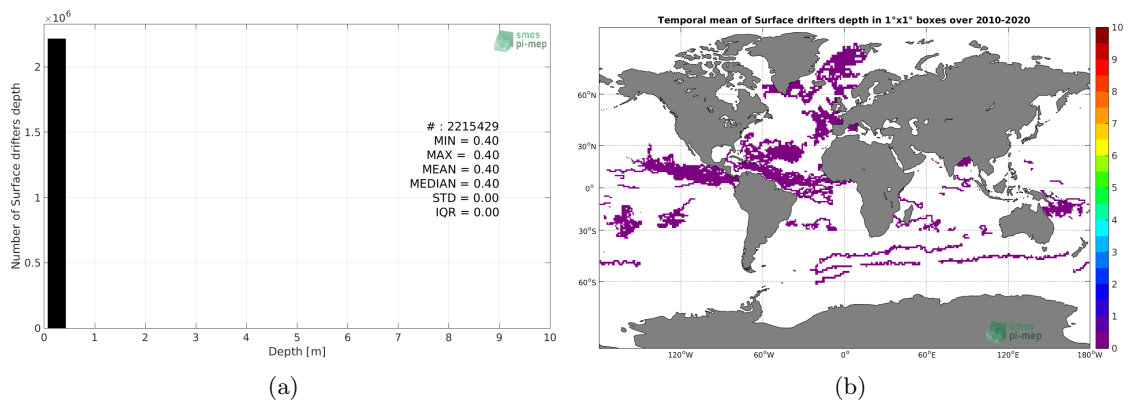 ×10⁶
smos
pi-mep
2
1.5
1
0.5
0
Number of Surface drifters depth
# : 2215429
MIN = 0.40
MAX = 0.40
MEAN = 0.40
MEDIAN = 0.40
STD = 0.00
IQR = 0.00
0 1 2 3 4 5 6 7 8 9 10
Depth [m]
(a)
Temporal mean of Surface drifters depth in 1°x1° boxes over 2010-2020
60°N
30°N
0°
30°S
60°S
120°W 60°W 0° 60°E 120°E 180°W
smos
pi-mep
10
9
8
7
6
5
4
3
2
1
0
(b)